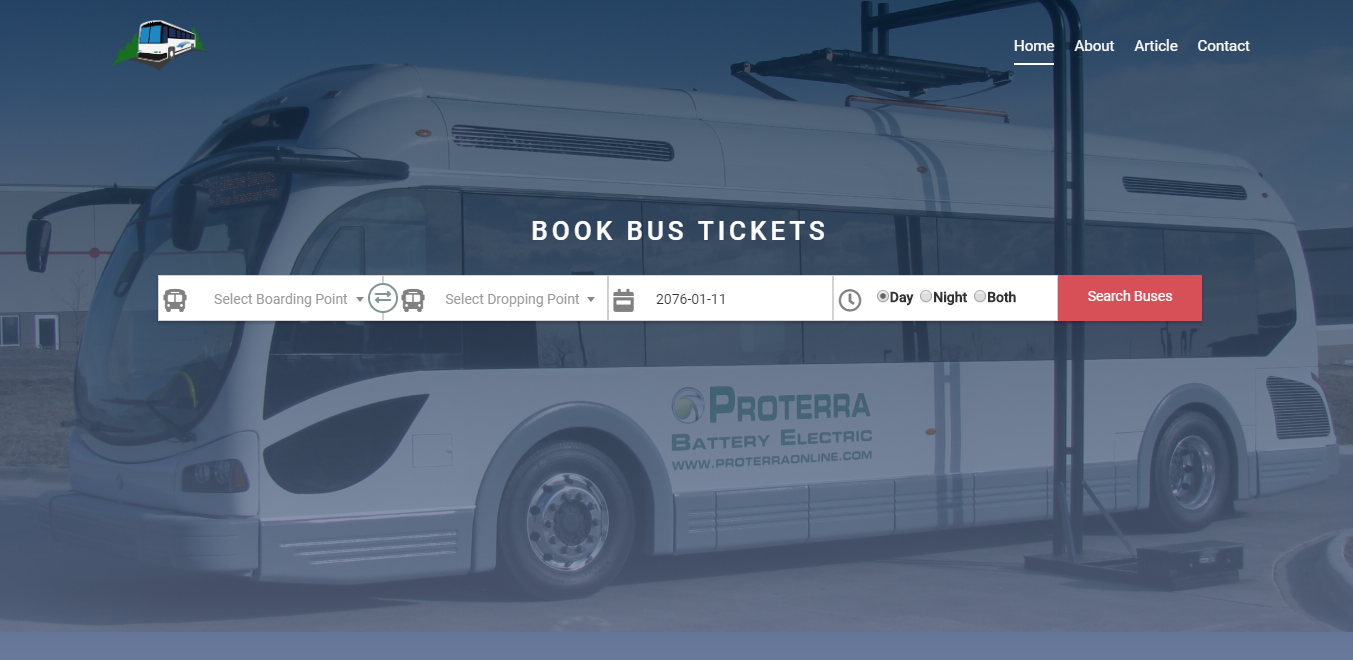 Home About Article Contact
BOOK BUS TICKETS
Select Boarding Point Select Dropping Point 2076-01-11 Day Night Both Search Buses
PROTERRA
BATTERY ELECTRIC
WWW.PROTERRAONLINE.COM